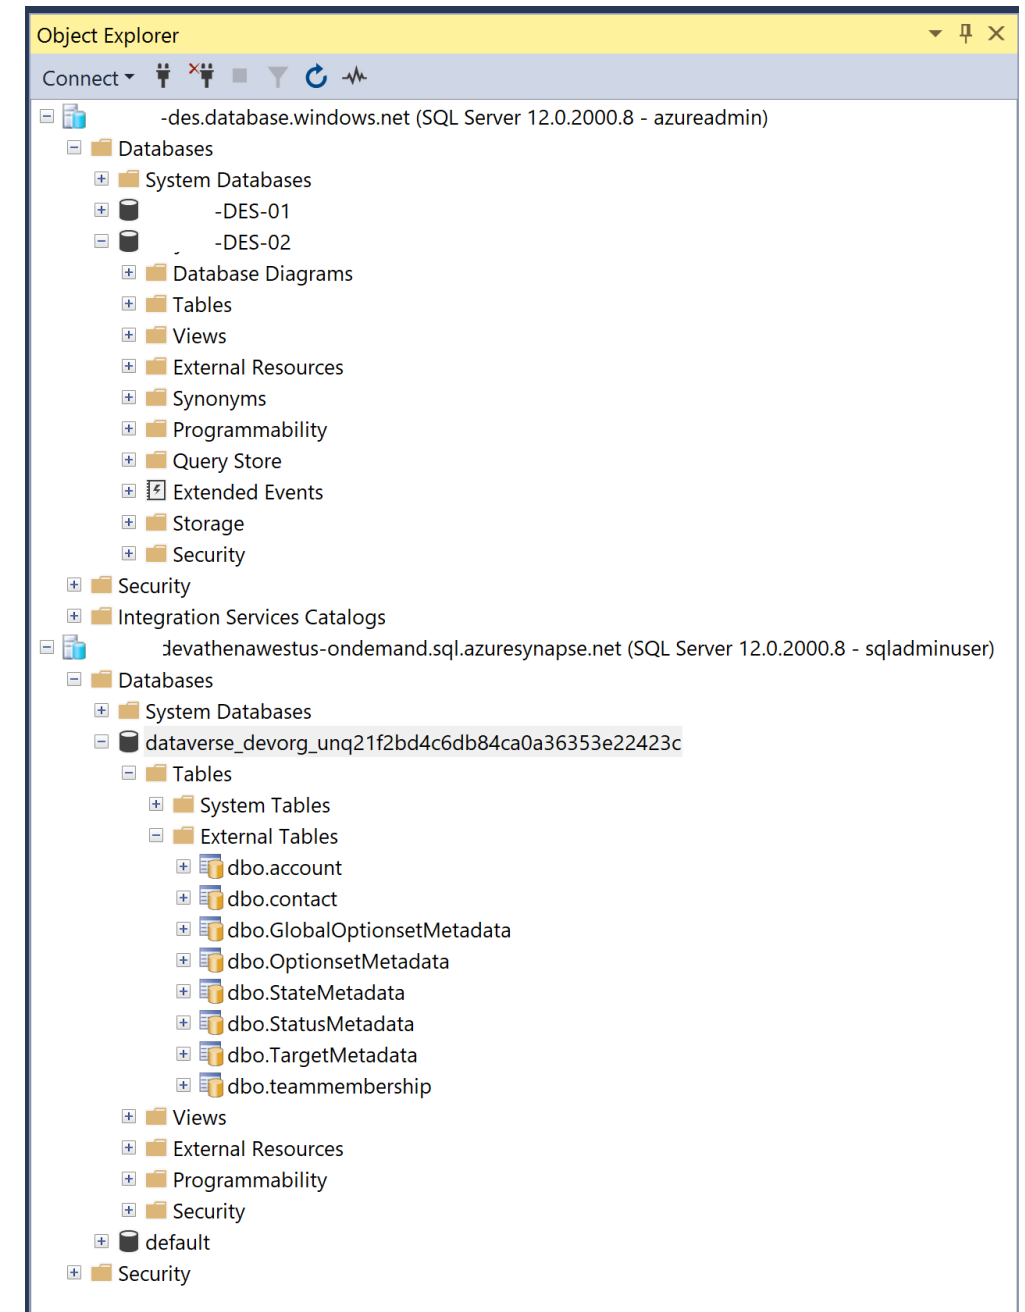 Object Explorer
Connect
-des.database.windows.net (SQL Server 12.0.2000.8 - azureadmin)
Databases
System Databases
-DES-01
-DES-02
Database Diagrams
Tables
Views
External Resources
Synonyms
Programmability
Query Store
Extended Events
Storage
Security
Security
Integration Services Catalogs
devathenawestus-ondemand.sql.azuresynapse.net (SQL Server 12.0.2000.8 - sqladminuser)
Databases
System Databases
dataverse_devorg_unq21f2bd4c6db84ca0a36353e22423c
Tables
System Tables
External Tables
dbo.account
dbo.contact
dbo.GlobalOptionsetMetadata
dbo.OptionsetMetadata
dbo.StateMetadata
dbo.StatusMetadata
dbo.TargetMetadata
dbo.teammembership
Views
External Resources
Programmability
Security
default
Security